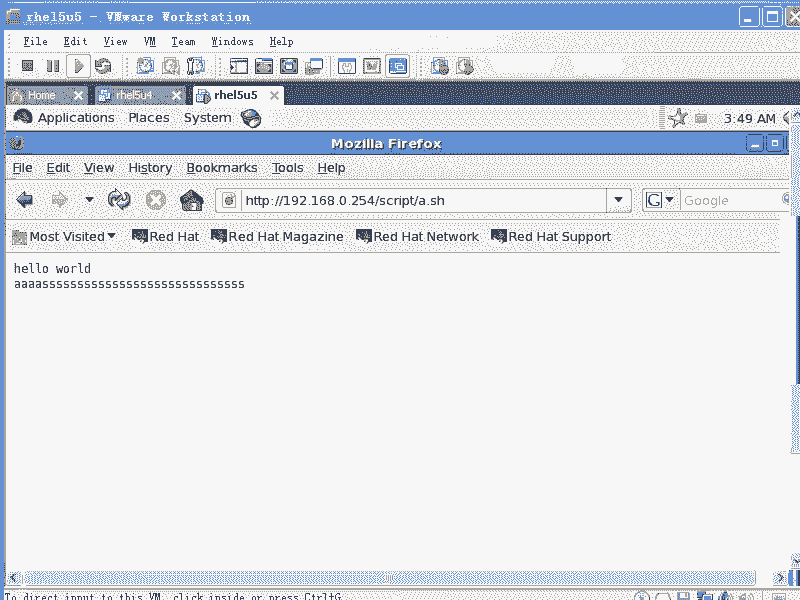 rhel5u5 - VMware Workstation
File Edit View VM Team Windows Help
Home rhel5u4 rhel5u5
Applications Places System 3:49 AM
Mozilla Firefox
File Edit View History Bookmarks Tools Help
http://192.168.0.254/script/a.sh G Google
Most Visited Red Hat Red Hat Magazine Red Hat Network Red Hat Support
hello world
aaaasssssssssssssssssssssssssssss
To direct input to this VM, click inside or press Ctrl+G.